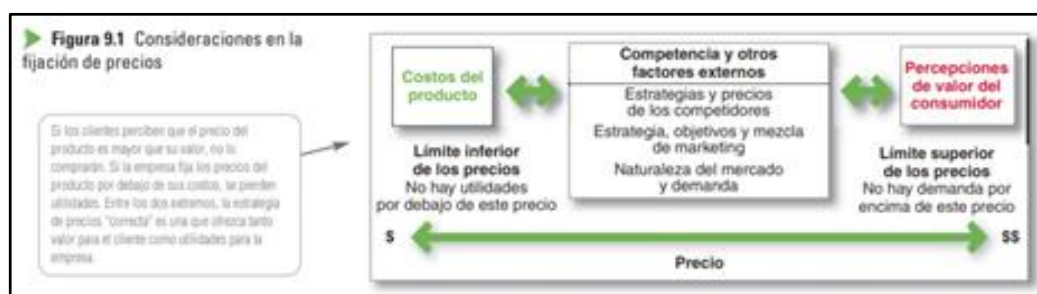 Figura 9.1 Consideraciones en la
fijación de precios
Si los clientes perciben que el precio del
producto es mayor que su valor, no lo
comprarán. Si la empresa fija los precios del
producto por debajo de sus costos, se pierden
utilidades. Entre los dos extremos, la estrategia
de precios "correcta" es una que ofrezca tanto
valor para el cliente como utilidades para la
empresa.
Costos del
producto
Límite inferior
de los precios
No hay utilidades
por debajo de este precio
Competencia y otros
factores externos
Estrategias y precios
de los competidores
Estrategia, objetivos y mezcla
de marketing
Naturaleza del mercado
y demanda
Percepciones
de valor del
consumidor
Límite superior
de los precios
No hay demanda por
encima de este precio
$
$$
Precio